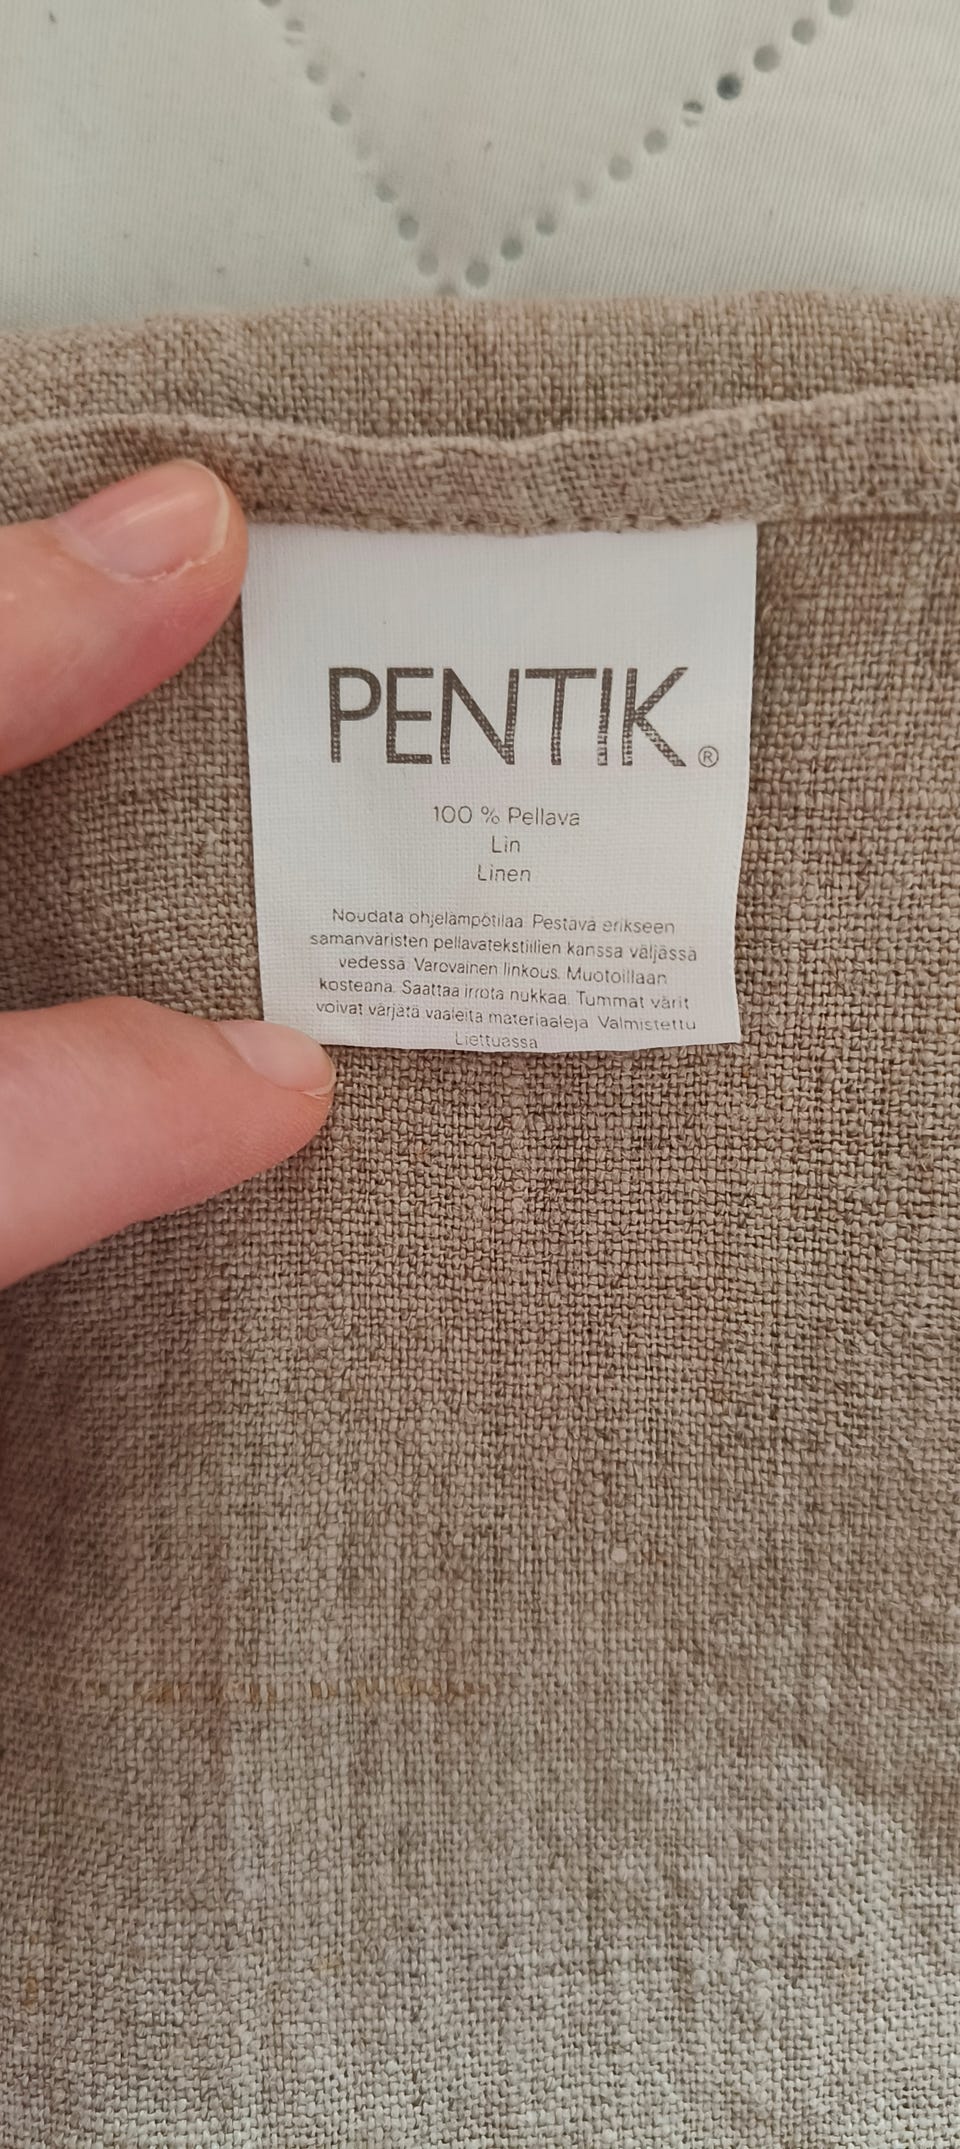 PENTIK®
100 % Pellava
Lin
Linen
Noudata ohjelämpötilaa. Pestävä erikseen
samanväristen pellavatekstiilien kanssa väljässä
vedessä. Varovainen linkous. Muotoillaan
kosteana. Saattaa irrota nukkaa. Tummat värit
voivat värjätä vaaleita materiaaleja. Valmistettu
Liettuassa